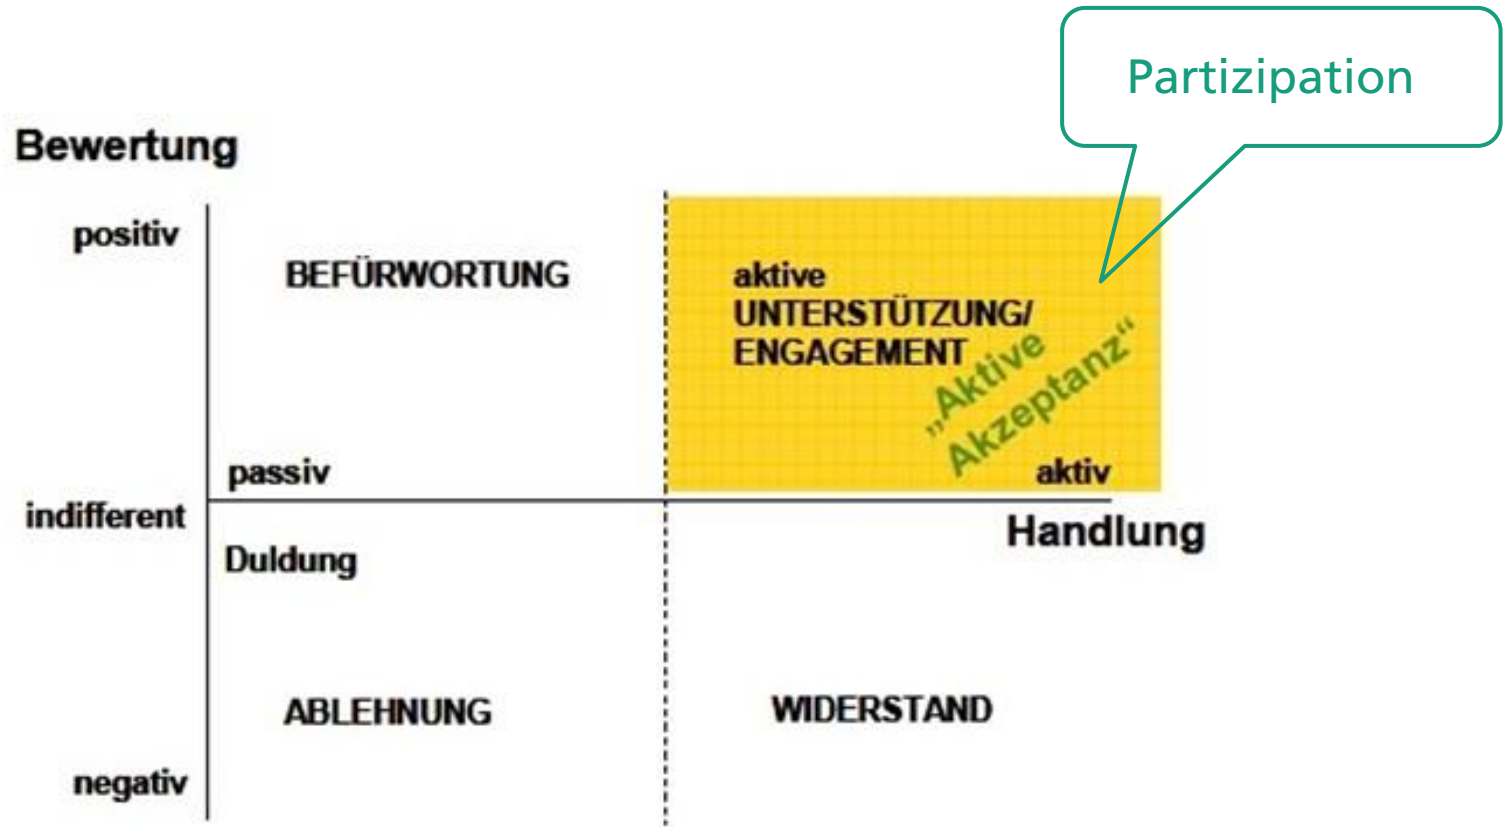 Partizipation
Bewertung
positiv
BEFÜRWORTUNG
aktive
UNTERSTÜTZUNG/
ENGAGEMENT
„Aktive
Akzeptanz“
passiv
aktiv
indifferent
Handlung
Duldung
ABLEHNUNG
WIDERSTAND
negativ